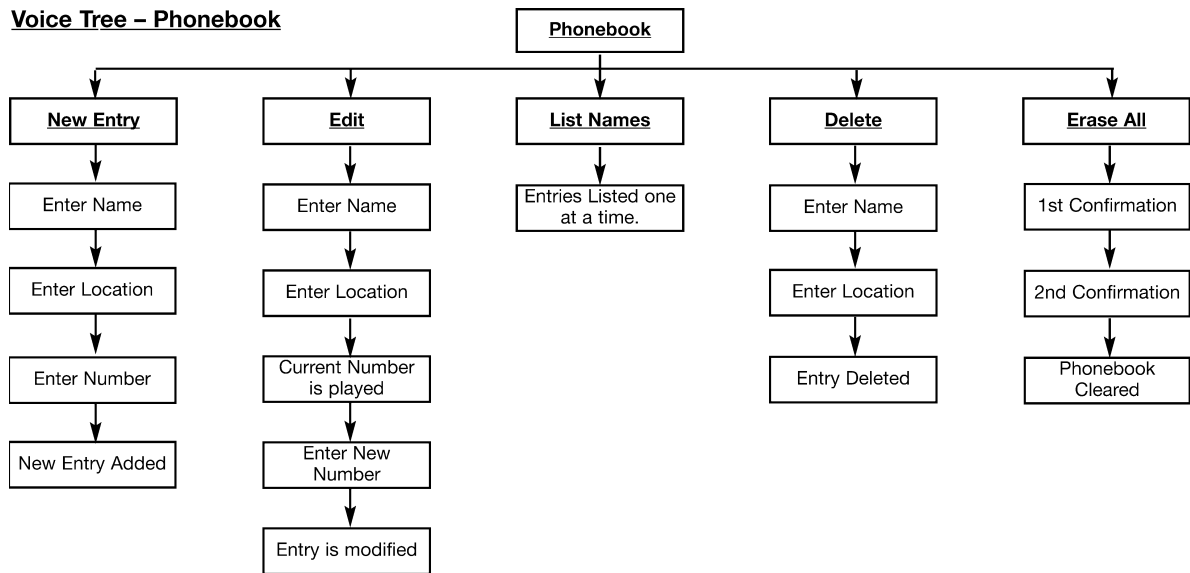 Voice Tree – Phonebook
Phonebook
New Entry
Enter Name
Enter Location
Enter Number
New Entry Added
Edit
Enter Name
Enter Location
Current Number
is played
Enter New
Number
Entry is modified
List Names
Entries Listed one
at a time.
Delete
Enter Name
Enter Location
Entry Deleted
Erase All
1st Confirmation
2nd Confirmation
Phonebook
Cleared